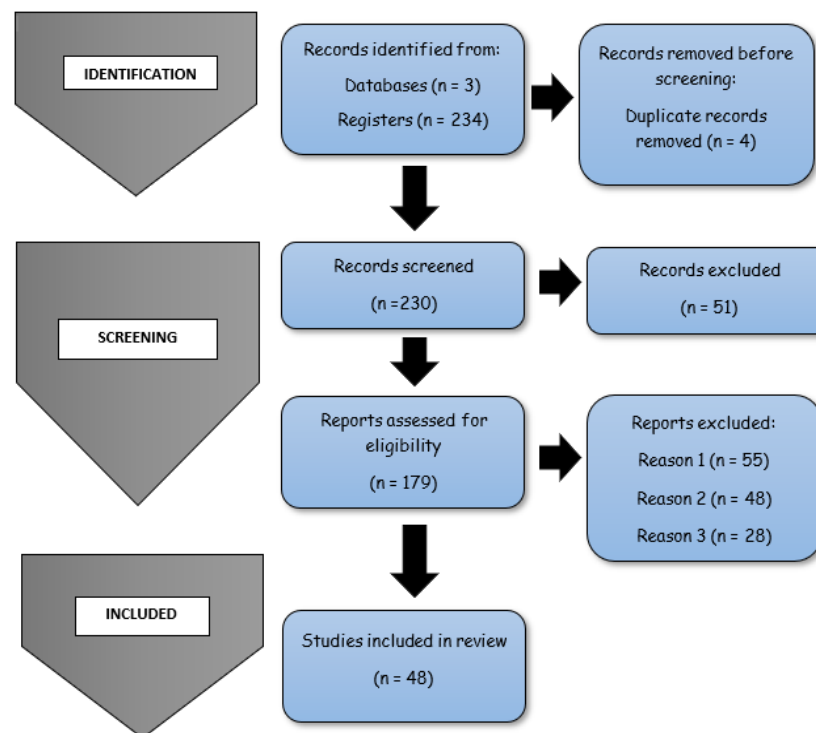 IDENTIFICATION
Records identified from:
Databases (n = 3)
Registers (n = 234)
Records removed before
screening:
Duplicate records
removed (n = 4)
SCREENING
Records screened
(n =230)
Records excluded
(n = 51)
Reports assessed for
eligibility
(n = 179)
Reports excluded:
Reason 1 (n = 55)
Reason 2 (n = 48)
Reason 3 (n = 28)
INCLUDED
Studies included in review
(n = 48)